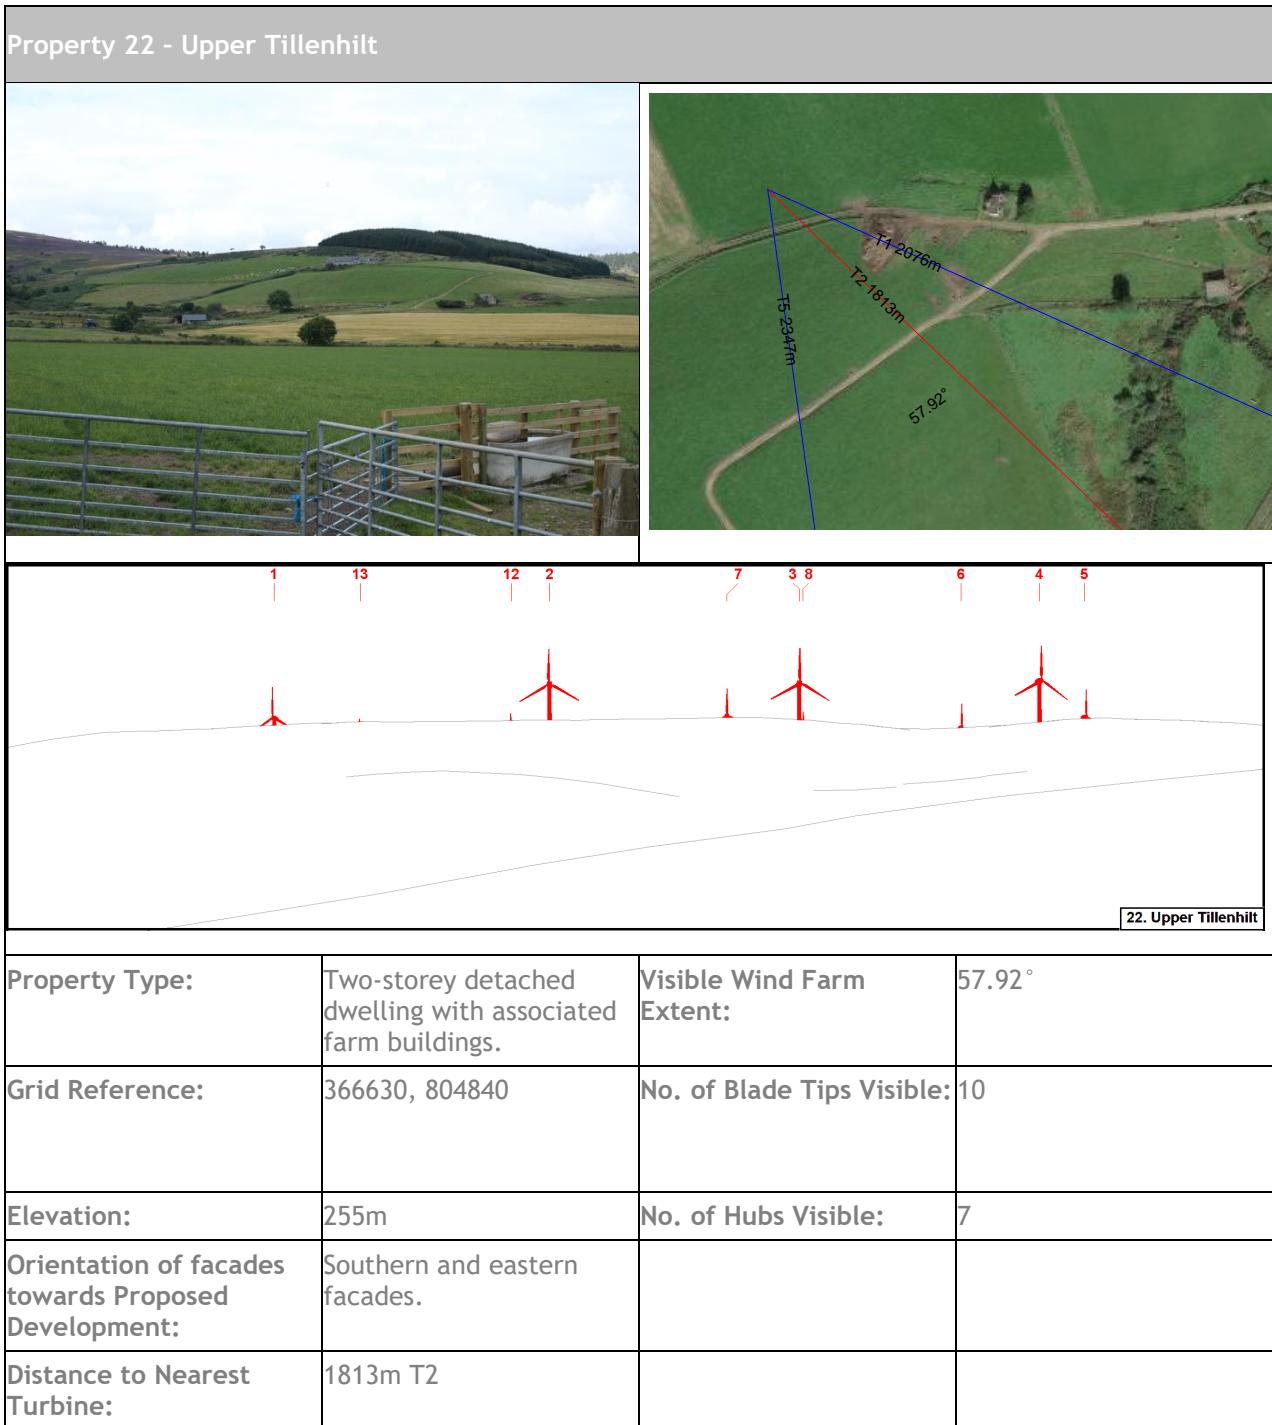 Property 22 - Upper Tillenhilt
T1 2076m
T2 1813m
T5 2347m
57.92°
1 13 12 2 7 3 8 6 4 5
22. Upper Tillenhilt
Property Type:
Two-storey detached
dwelling with associated
farm buildings.
Visible Wind Farm
Extent:
57.92°
Grid Reference:
366630, 804840
No. of Blade Tips Visible:
10
Elevation:
255m
No. of Hubs Visible:
7
Orientation of facades
towards Proposed
Development:
Southern and eastern
facades.
Distance to Nearest
Turbine:
1813m T2